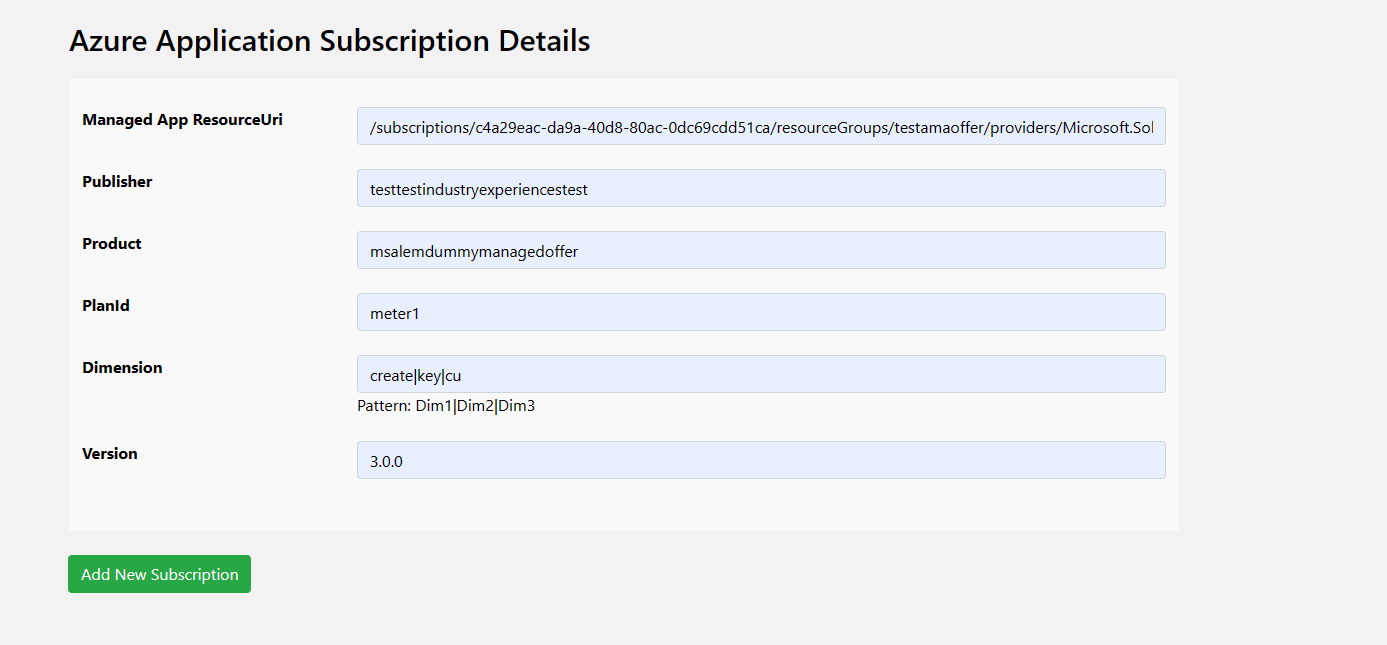 Azure Application Subscription Details
Managed App ResourceUri
/subscriptions/c4a29eac-da9a-40d8-80ac-0dc69cdd51ca/resourceGroups/testamaoffer/providers/Microsoft.Sol
Publisher
testtestindustryexperiencestest
Product
msalemdummymanagedoffer
PlanId
meter1
Dimension
create|key|cu
Pattern: Dim1|Dim2|Dim3
Version
3.0.0
Add New Subscription